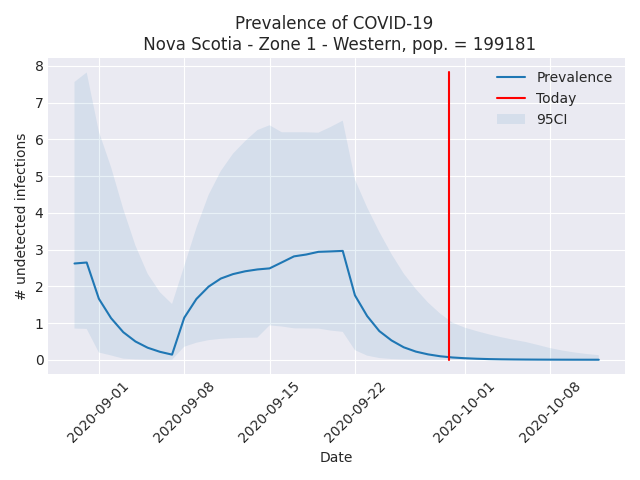 Prevalence of COVID-19
Nova Scotia - Zone 1 - Western, pop. = 199181
8
7
6
5
4
3
2
1
0
# undetected infections
Prevalence
Today
95CI
2020-09-01
2020-09-08
2020-09-15
2020-09-22
2020-10-01
2020-10-08
Date